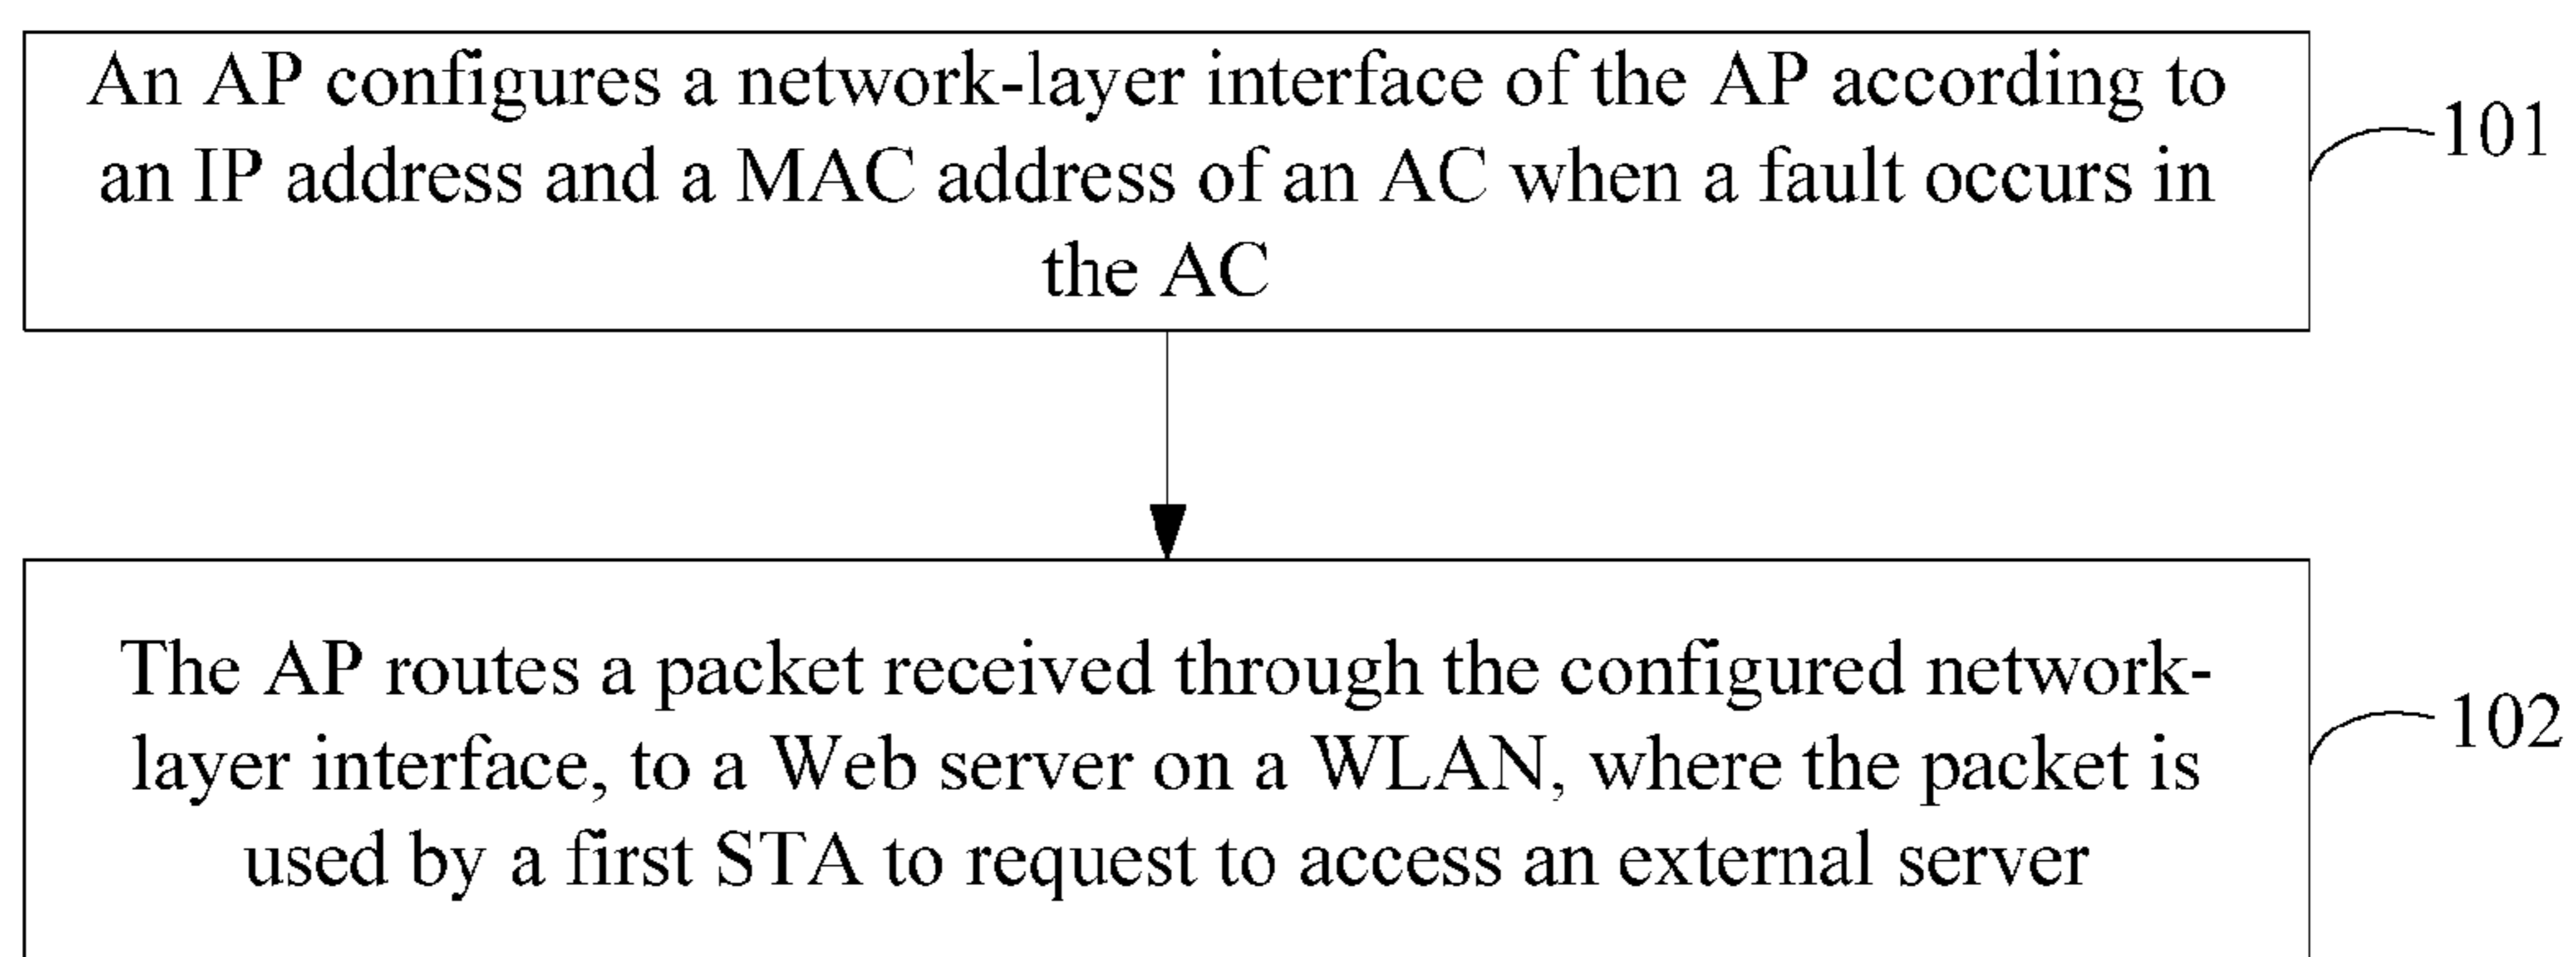 An AP configures a network-layer interface of the AP according to
an IP address and a MAC address of an AC when a fault occurs in
the AC
101
The AP routes a packet received through the configured network-
layer interface, to a Web server on a WLAN, where the packet is
used by a first STA to request to access an external server
102